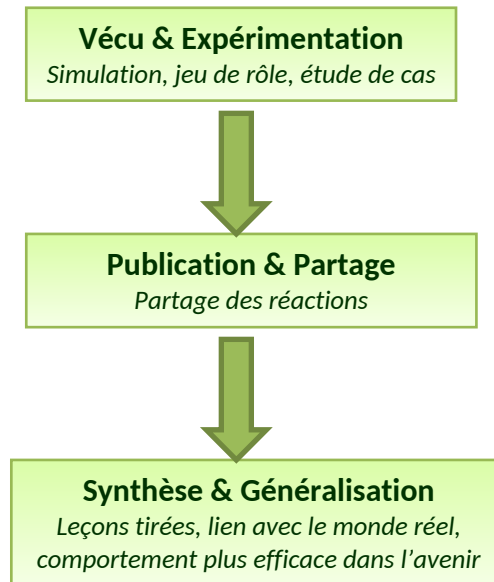 Vécu & Expérimentation
Simulation, jeu de rôle, étude de cas
Publication & Partage
Partage des réactions
Synthèse & Généralisation
Leçons tirées, lien avec le monde réel,
comportement plus efficace dans l’avenir